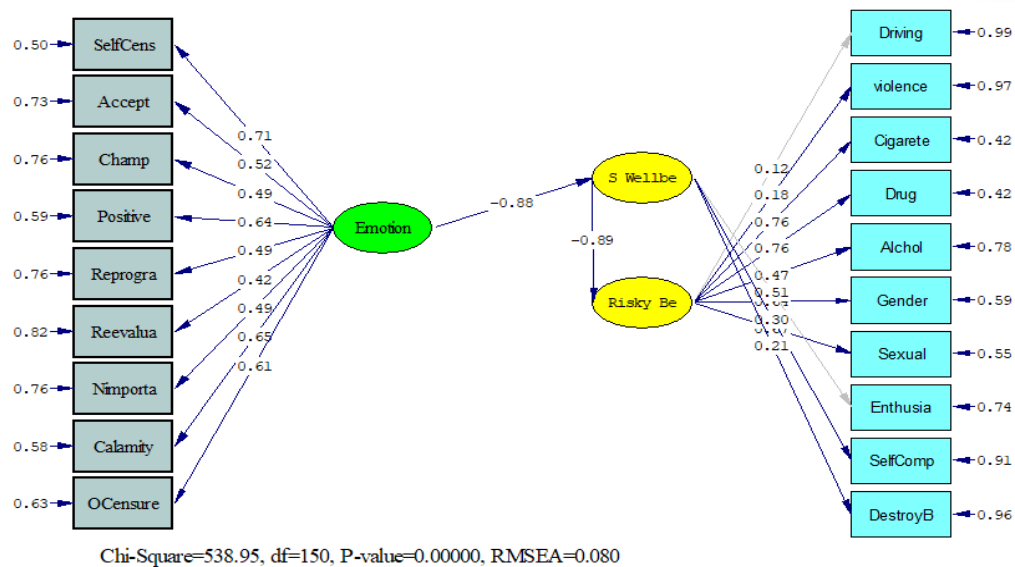 0.50 SelfCens
0.73 Accept
0.76 Champ
0.59 Positive
0.76 Reprogra
0.82 Reevalua
0.76 Nimporta
0.58 Calamity
0.63 OCensure
0.71
0.52
0.49
0.64
0.49
0.42
0.49
0.65
0.61
Emotion
-0.88
S Wellbe
-0.89
Risky Be
0.12
0.18
0.76
0.76
0.47
0.51
0.30
0.21
Driving 0.99
violence 0.97
Cigarete 0.42
Drug 0.42
Alchol 0.78
Gender 0.59
Sexual 0.55
Enthusia 0.74
SelfComp 0.91
DestroyB 0.96
Chi-Square=538.95, df=150, P-value=0.00000, RMSEA=0.080